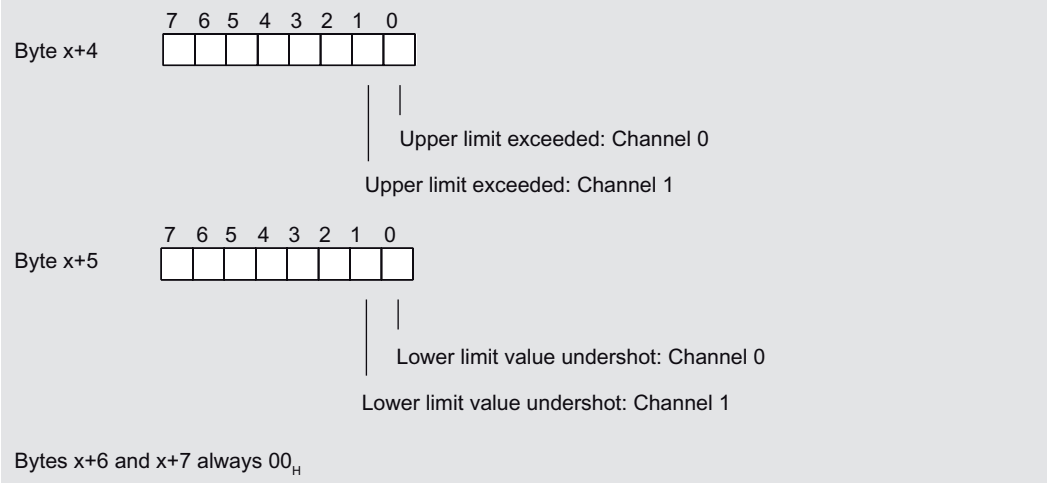 7 6 5 4 3 2 1 0
Byte x+4
Upper limit exceeded: Channel 0
Upper limit exceeded: Channel 1
7 6 5 4 3 2 1 0
Byte x+5
Lower limit value undershot: Channel 0
Lower limit value undershot: Channel 1
Bytes x+6 and x+7 always 00H